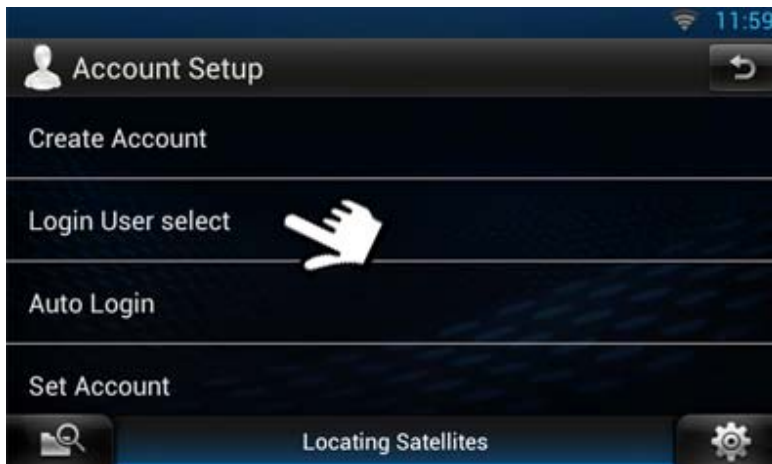 11:59
Account Setup
Create Account
Login User select
Auto Login
Set Account
Locating Satellites